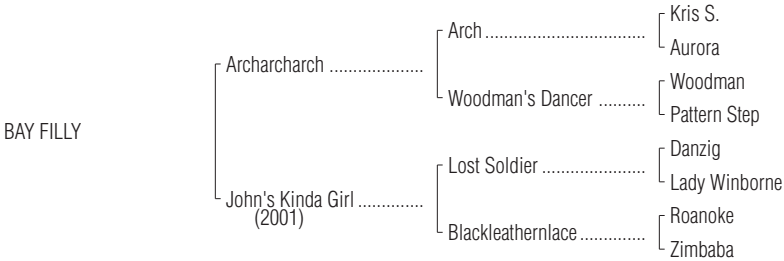 Kris S.
Arch
Aurora
Archarcharch
Woodman
Woodman's Dancer
Pattern Step
BAY FILLY
Danzig
Lost Soldier
Lady Winborne
John's Kinda Girl
(2001)
Roanoke
Blackleathernlace
Zimbaba